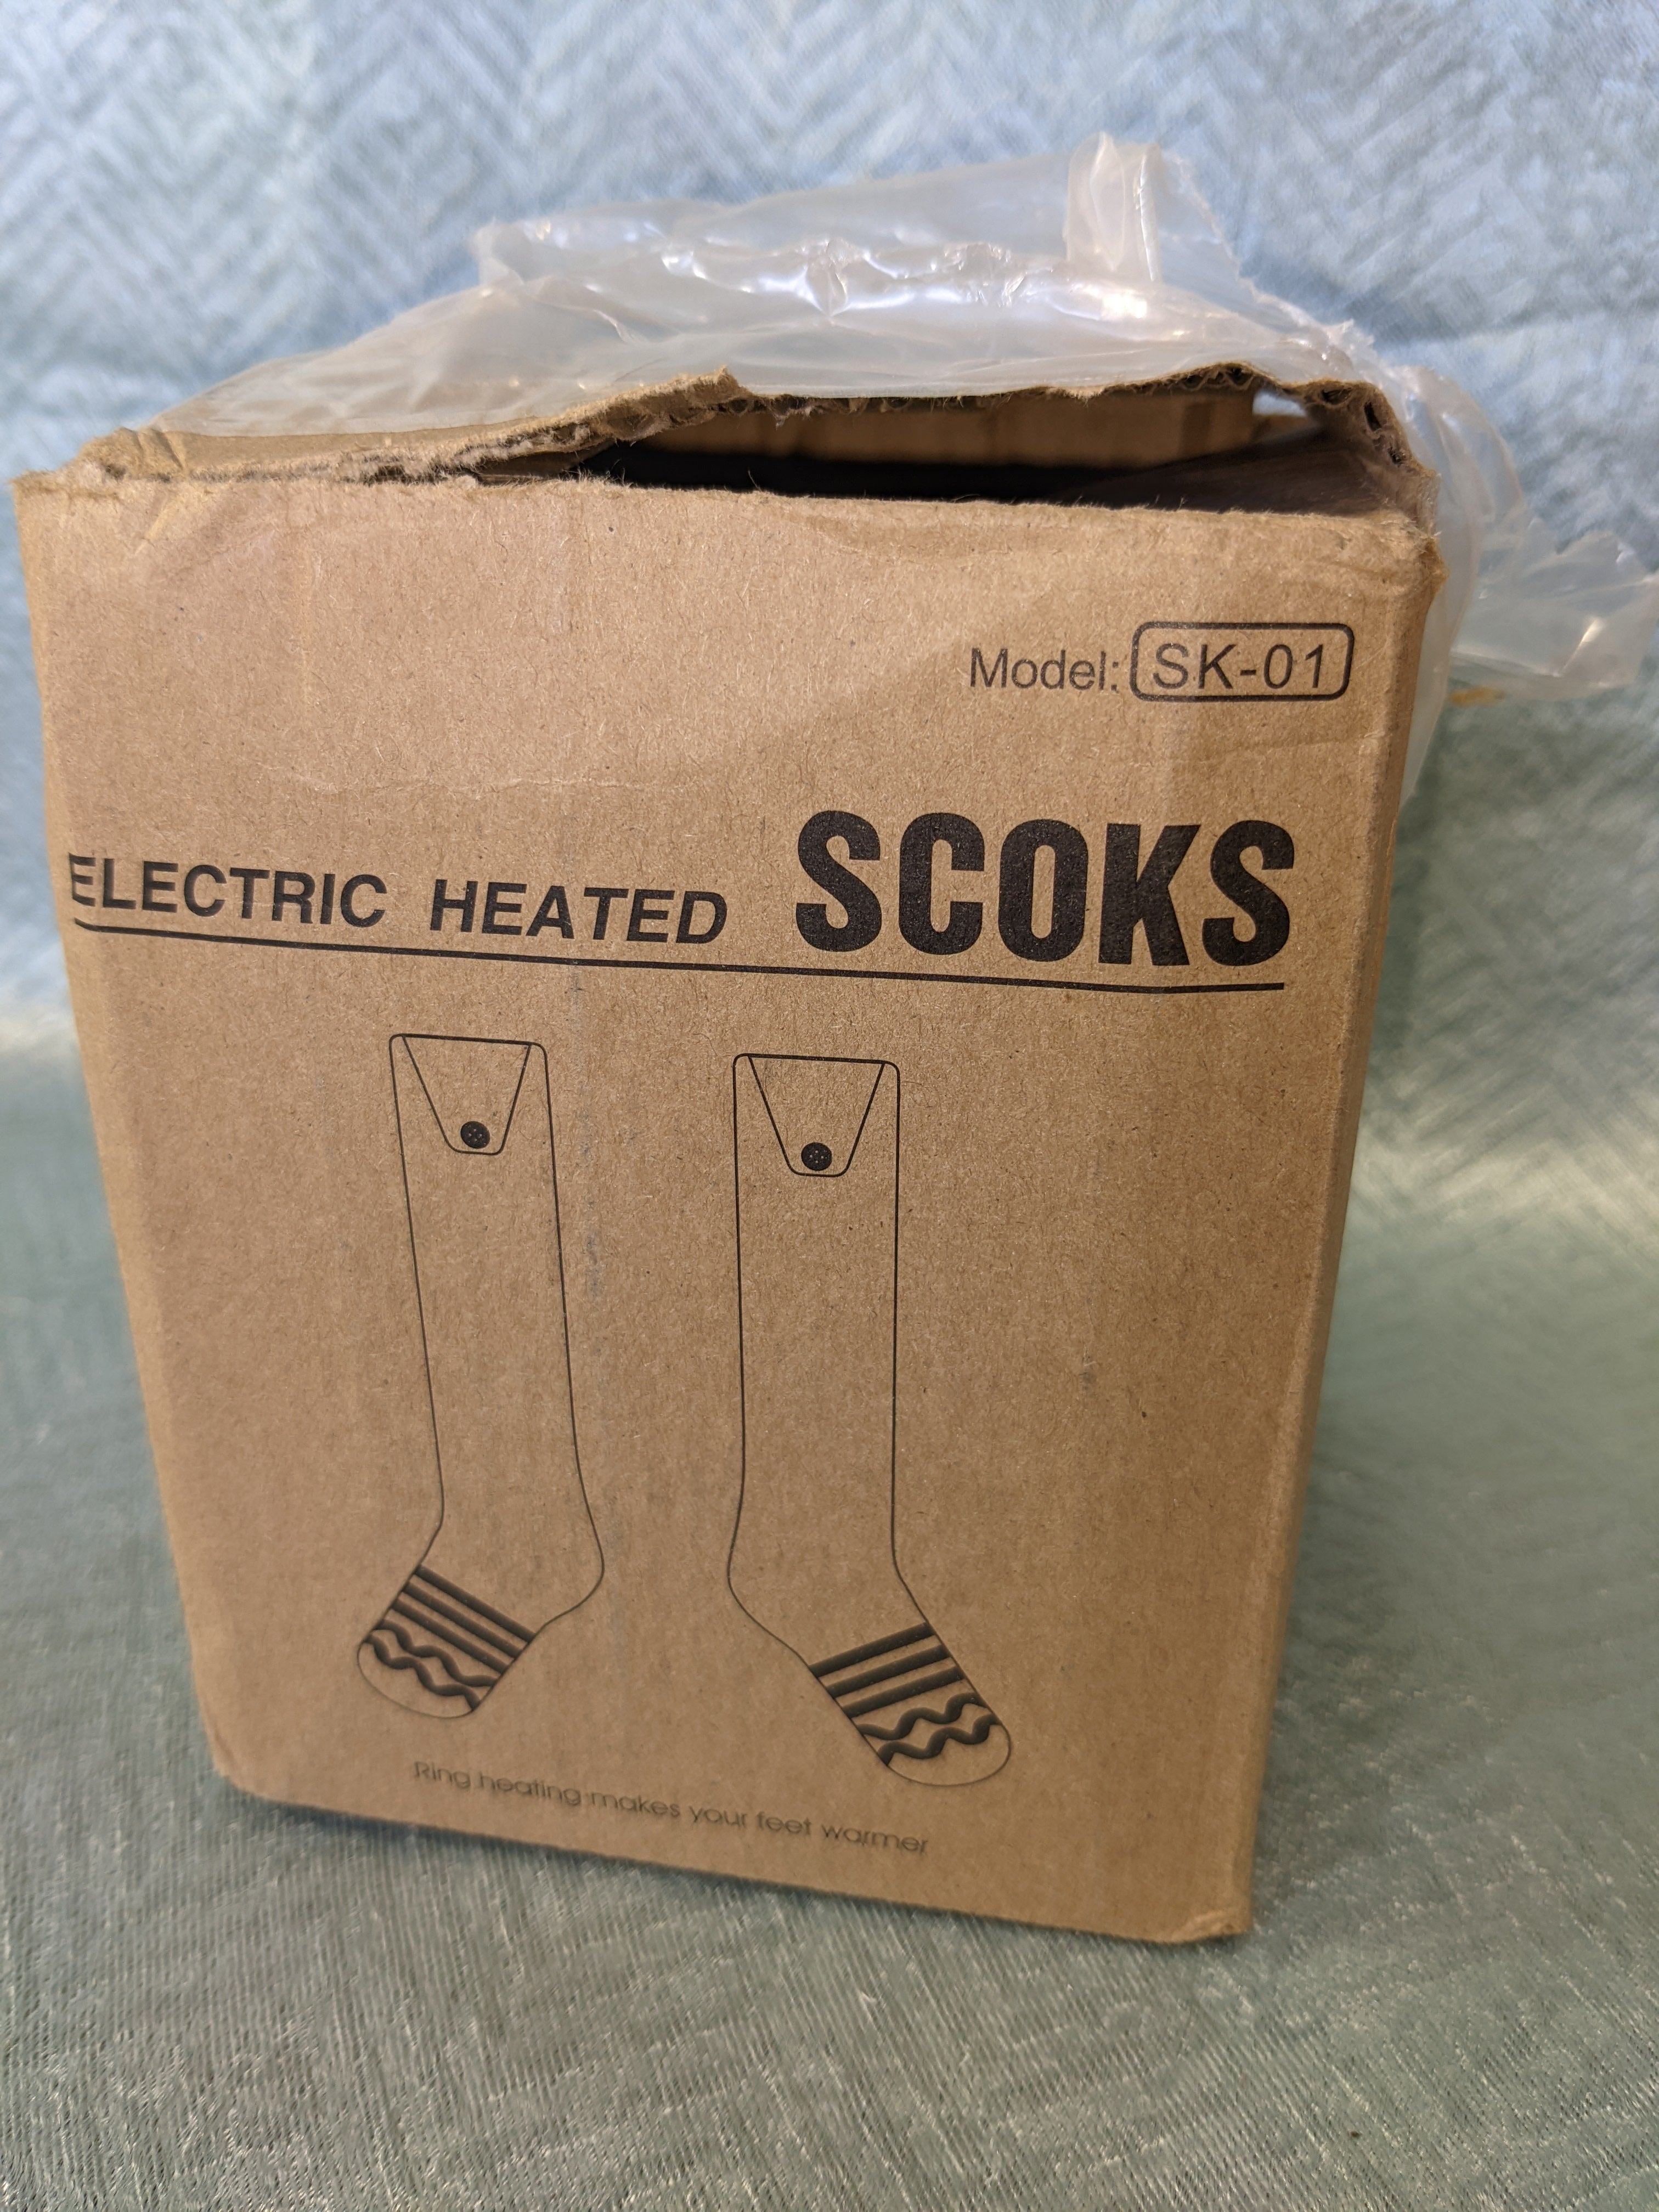 Model: SK-01
ELECTRIC HEATED SCOKS
Ring heating makes your feet warmer